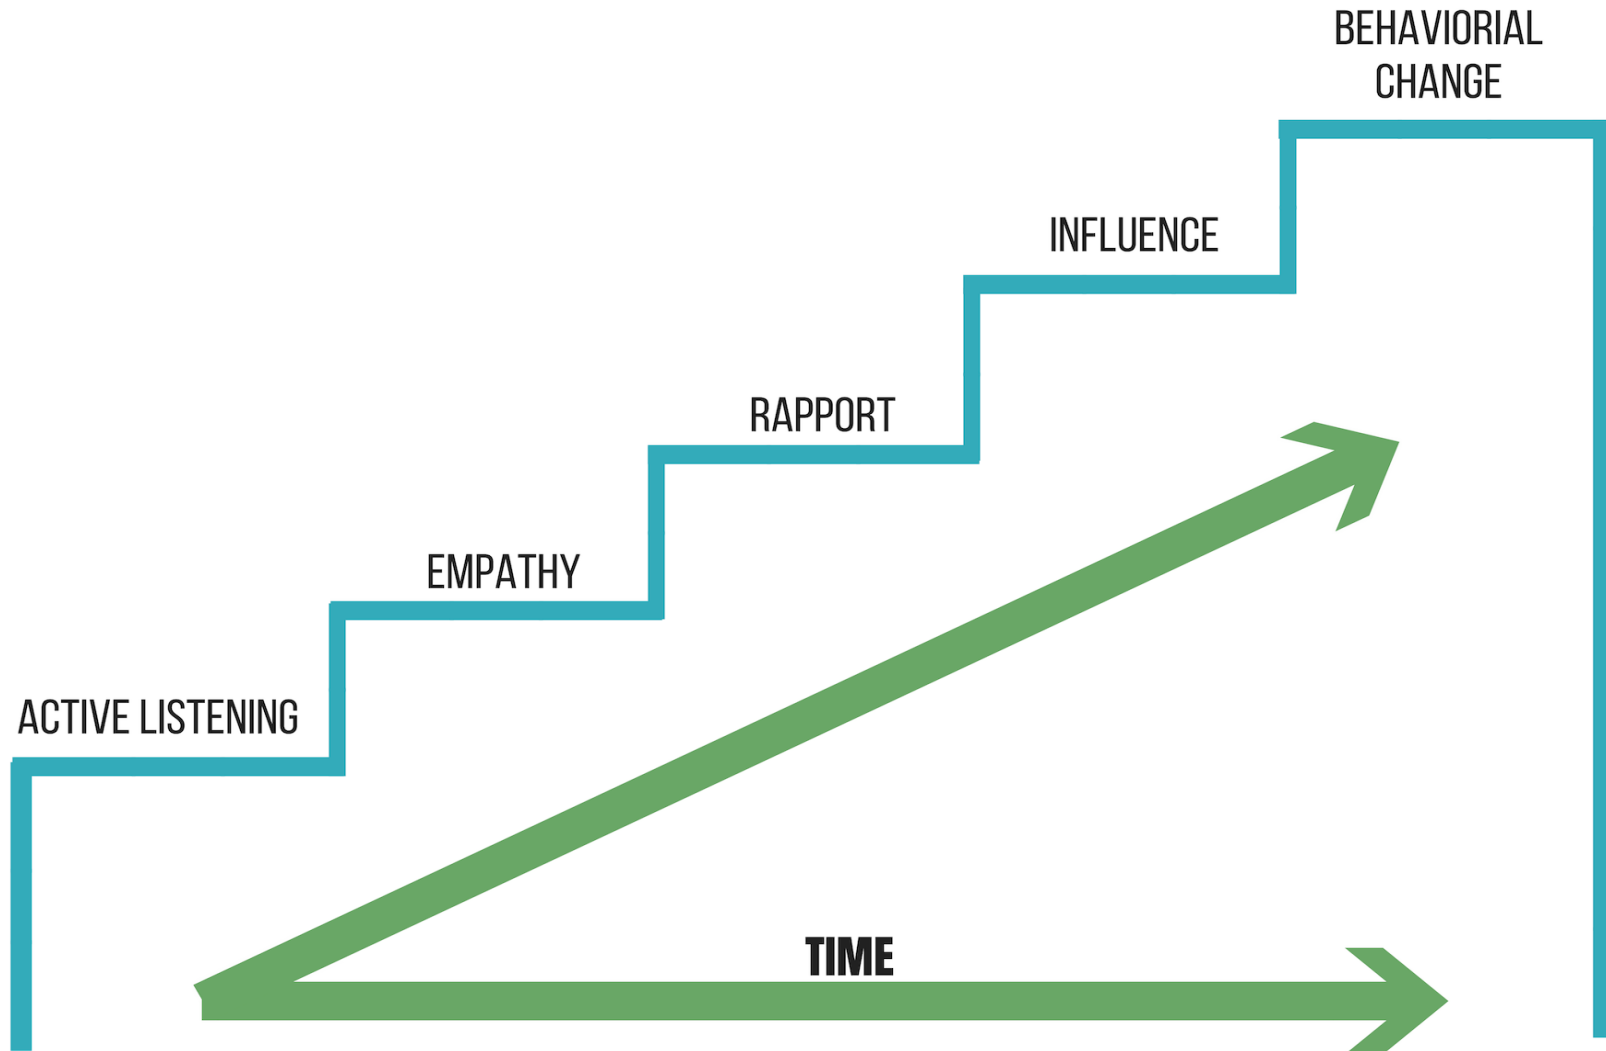 BEHAVIORIAL
CHANGE
INFLUENCE
RAPPORT
EMPATHY
ACTIVE LISTENING
TIME